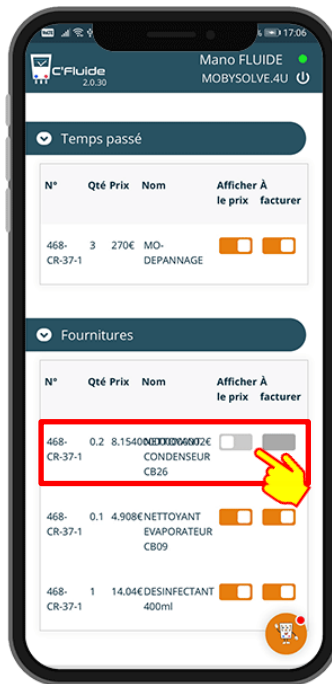 17:06
C'Fluide
2.0.30
Mano FLUIDE
MOBYSOLVE.4U
Temps passé
N° Qté Prix Nom Afficher À
le prix facturer
468- 3 270€ MO-
CR-37-1 DEPANNAGE
Fournitures
N° Qté Prix Nom Afficher À
le prix facturer
468- 0.2 NETTOYANT
CR-37-1 CONDENSEUR
CB26
468- 0.1 4.908€ NETTOYANT
CR-37-1 EVAPORATEUR
CB09
468- 1 14.04€ DESINFECTANT
CR-37-1 400ml